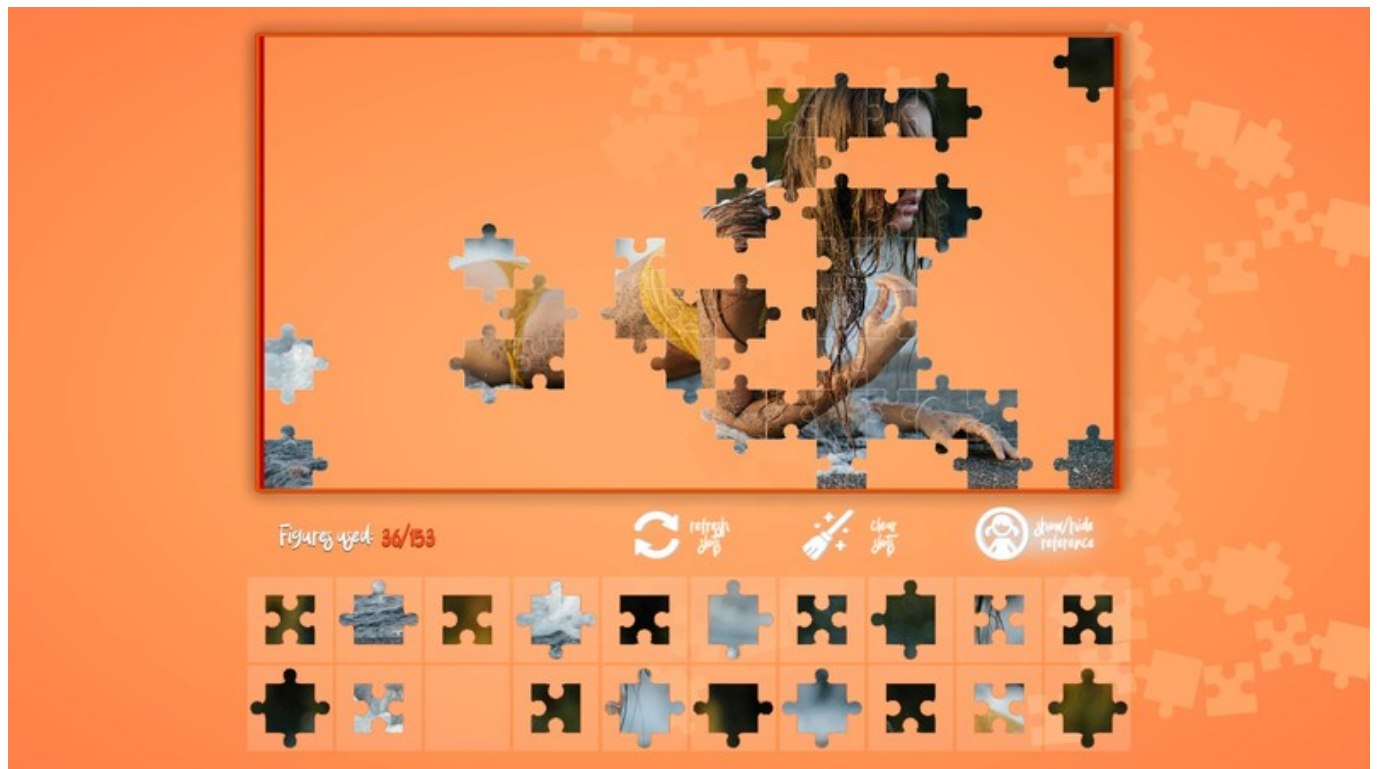 Figures used: 36/153
refresh
slots
clear
slots
show/hide
reference